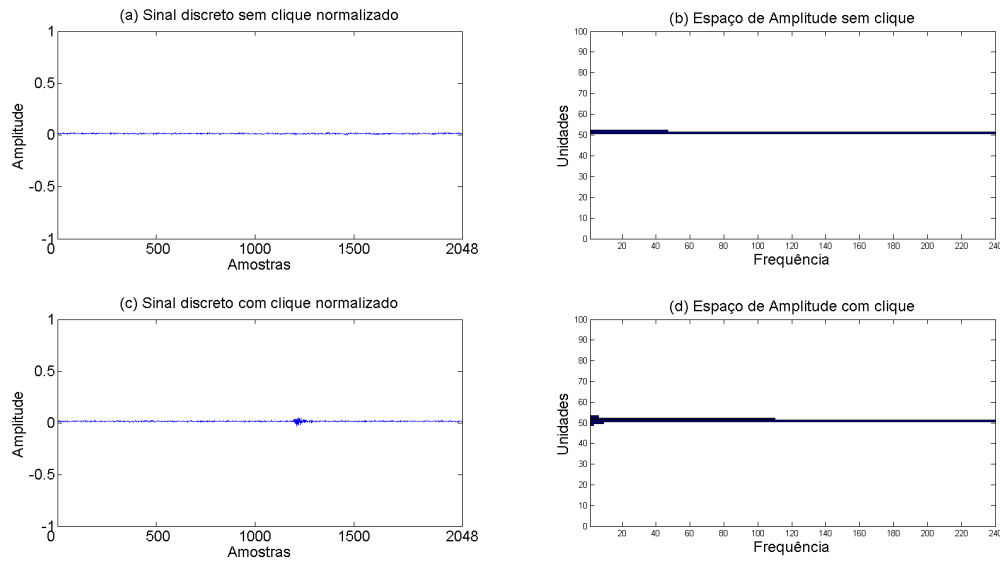 (a) Sinal discreto sem clique normalizado
1
0.5
0
-0.5
-1
Amplitude
0 500 1000 1500 2048
Amostras
(b) Espaço de Amplitude sem clique
100
90
80
70
60
50
40
30
20
10
0
Unidades
20 40 60 80 100 120 140 160 180 200 220 240
Frequência
(c) Sinal discreto com clique normalizado
1
0.5
0
-0.5
-1
Amplitude
0 500 1000 1500 2048
Amostras
(d) Espaço de Amplitude com clique
100
90
80
70
60
50
40
30
20
10
0
Unidades
20 40 60 80 100 120 140 160 180 200 220 240
Frequência